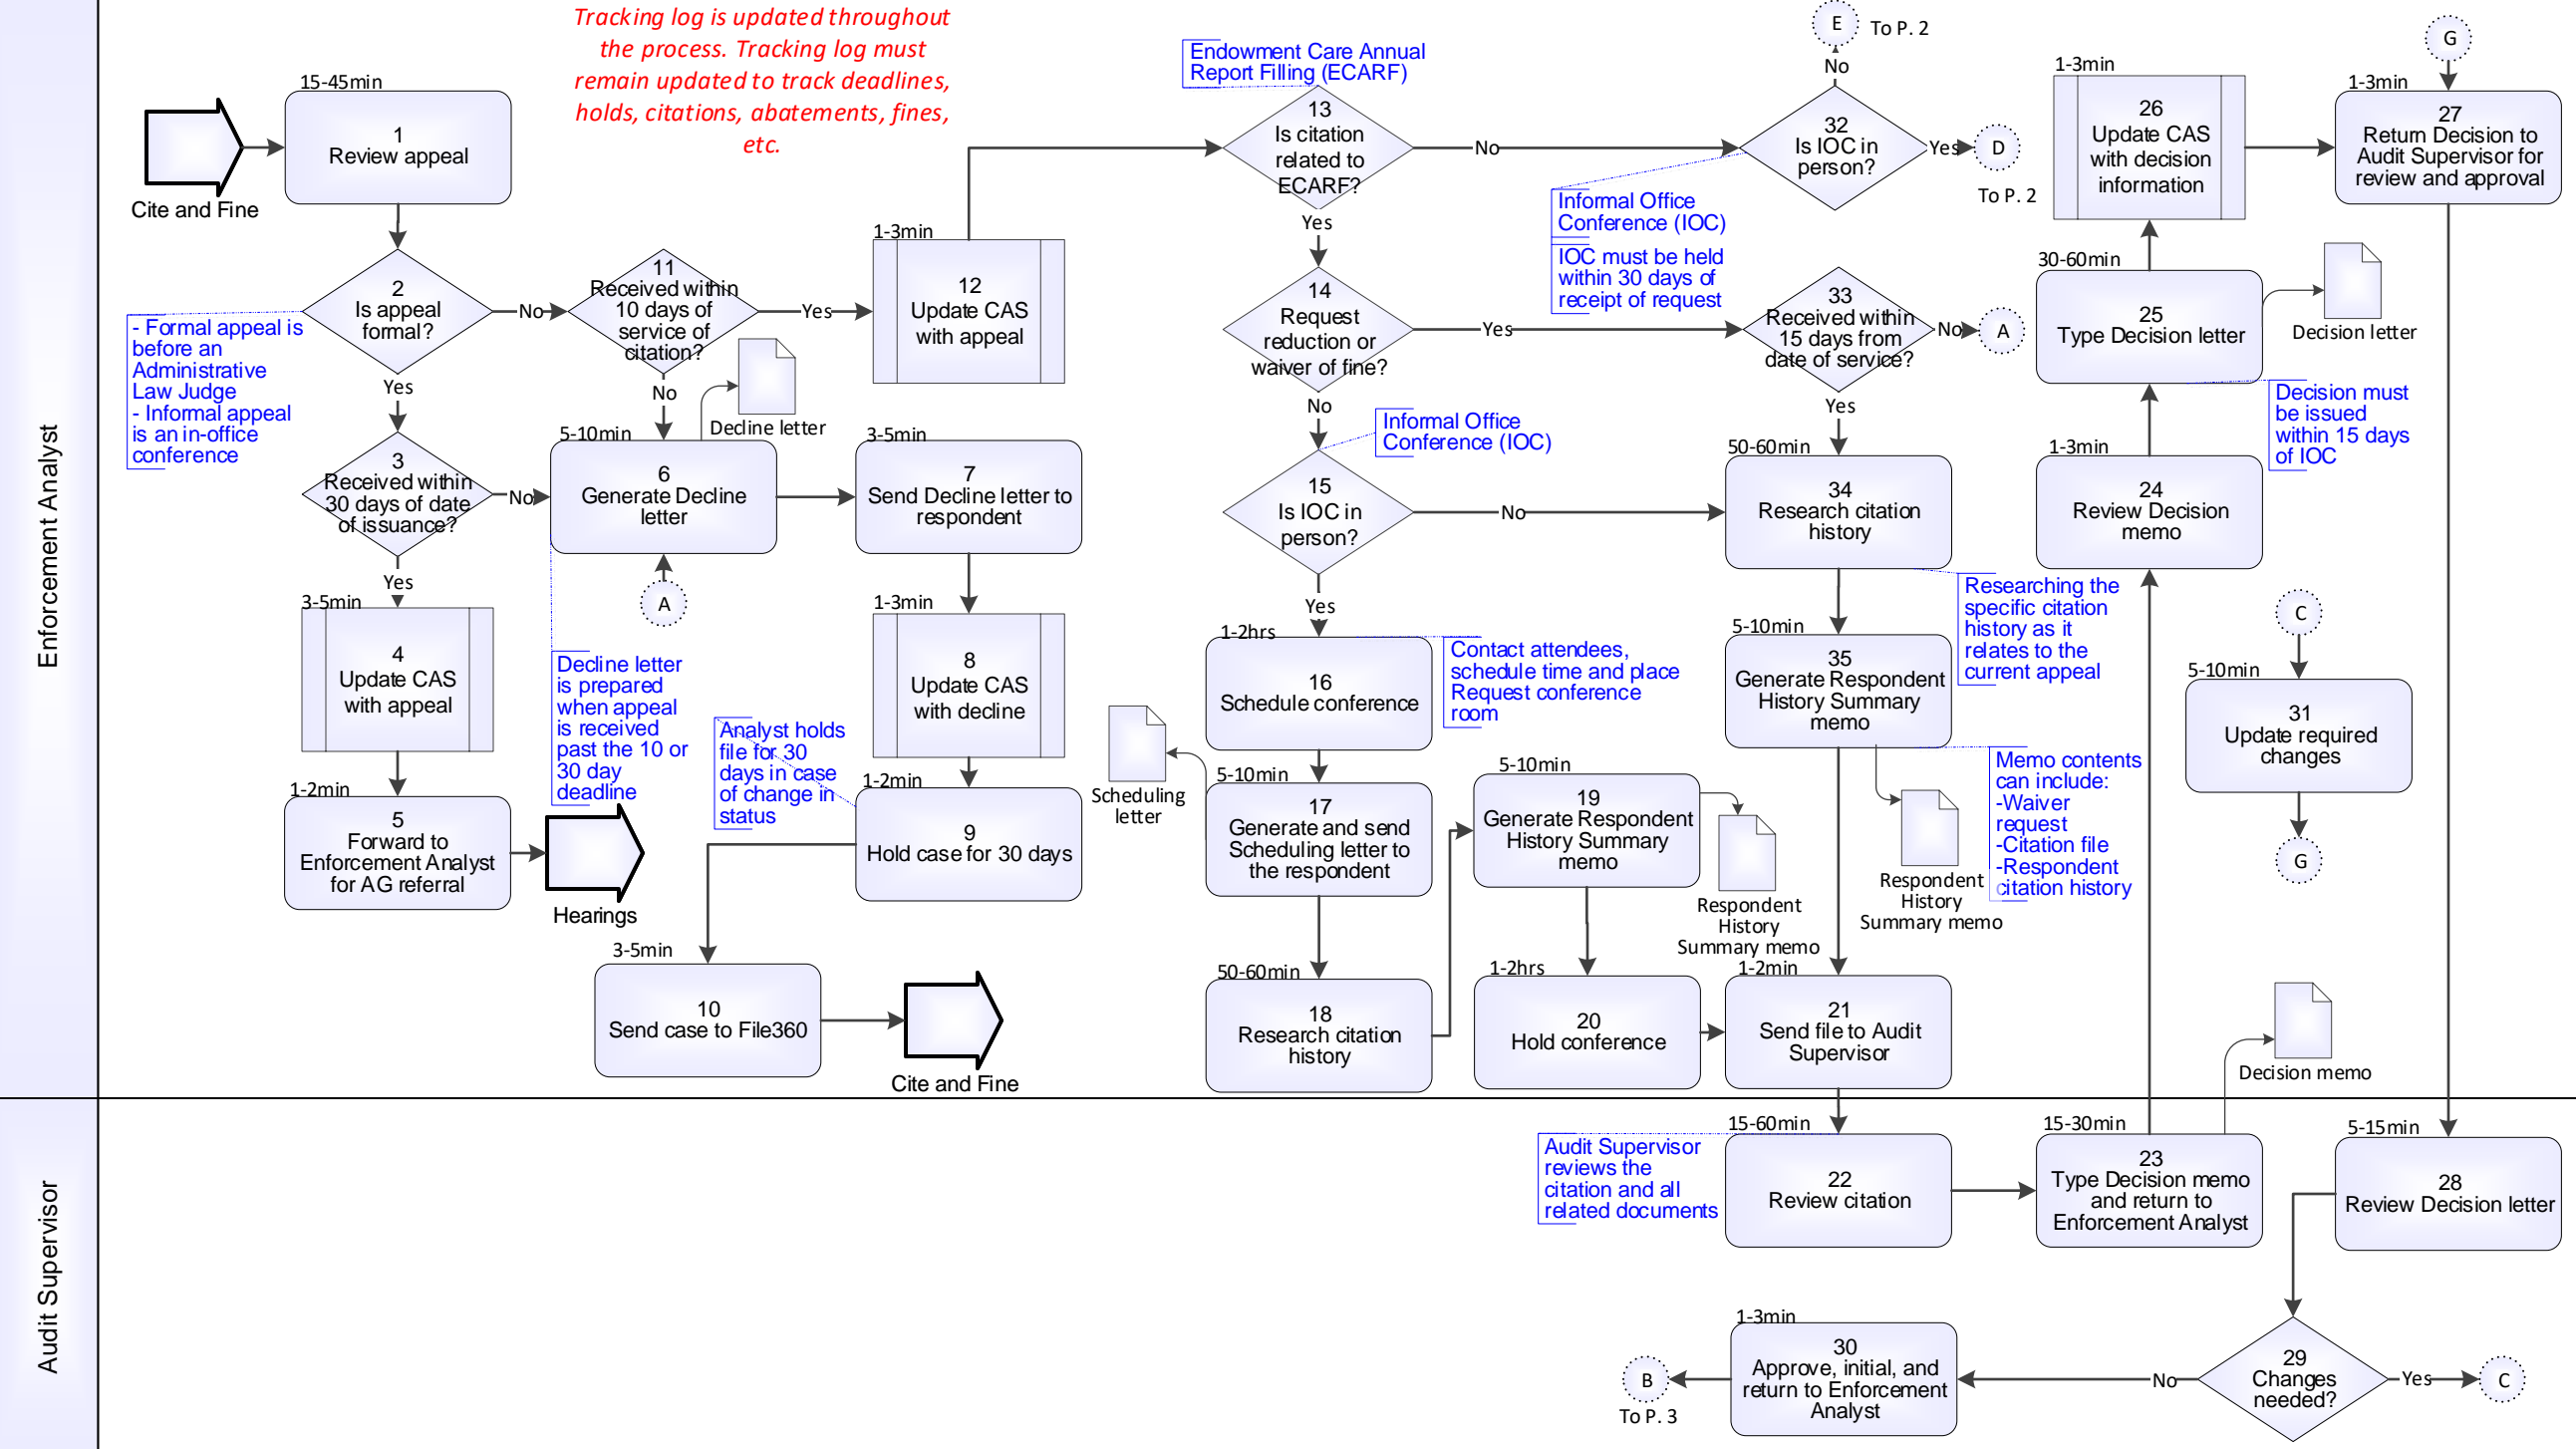 Enforcement Analyst
Audit Supervisor
Tracking log is updated throughout
the process. Tracking log must
remain updated to track deadlines,
holds, citations, abatements, fines,
etc.
Cite and Fine
15-45min
1
Review appeal
2
Is appeal
formal?
No
Yes
- Formal appeal is
before an
Administrative
Law Judge
- Informal appeal
is an in-office
conference
3
Received within
30 days of date
of issuance?
No
Yes
3-5min
4
Update CAS
with appeal
1-2min
5
Forward to
Enforcement Analyst
for AG referral
Hearings
11
Received within
10 days of
service of
citation?
Yes
No
Decline letter
5-10min
6
Generate Decline
letter
A
Decline letter
is prepared
when appeal
is received
past the 10 or
30 day
deadline
3-5min
7
Send Decline letter to
respondent
1-3min
8
Update CAS
with decline
Analyst holds
file for 30
days in case
of change in
status
1-2min
9
Hold case for 30 days
3-5min
10
Send case to File360
Cite and Fine
1-3min
12
Update CAS
with appeal
Endowment Care Annual
Report Filling (ECARF)
13
Is citation
related to
ECARF?
No
Yes
14
Request
reduction or
waiver of fine?
Yes
No
Informal Office
Conference (IOC)
15
Is IOC in
person?
No
Yes
1-2hrs
16
Schedule conference
Contact attendees,
schedule time and place
Request conference
room
Scheduling
letter
5-10min
17
Generate and send
Scheduling letter to
the respondent
50-60min
18
Research citation
history
5-10min
19
Generate Respondent
History Summary
memo
Respondent
History
Summary memo
1-2hrs
20
Hold conference
E
To P. 2
No
32
Is IOC in
person?
Yes
D
To P. 2
Informal Office
Conference (IOC)
IOC must be held
within 30 days of
receipt of request
33
Received within
15 days from
date of service?
No
A
Yes
50-60min
34
Research citation
history
Researching the
specific citation
history as it
relates to the
current appeal
5-10min
35
Generate Respondent
History Summary
memo
Memo contents
can include:
-Waiver
request
-Citation file
-Respondent
citation history
Respondent
History
Summary memo
1-2min
21
Send file to Audit
Supervisor
15-60min
22
Review citation
Audit Supervisor
reviews the
citation and all
related documents
15-30min
23
Type Decision memo
and return to
Enforcement Analyst
Decision memo
1-3min
24
Review Decision
memo
30-60min
25
Type Decision letter
Decision letter
Decision must
be issued
within 15 days
of IOC
1-3min
26
Update CAS
with decision
information
G
1-3min
27
Return Decision to
Audit Supervisor for
review and approval
C
5-10min
31
Update required
changes
G
5-15min
28
Review Decision letter
29
Changes
needed?
Yes
C
No
1-3min
30
Approve, initial, and
return to Enforcement
Analyst
B
To P. 3